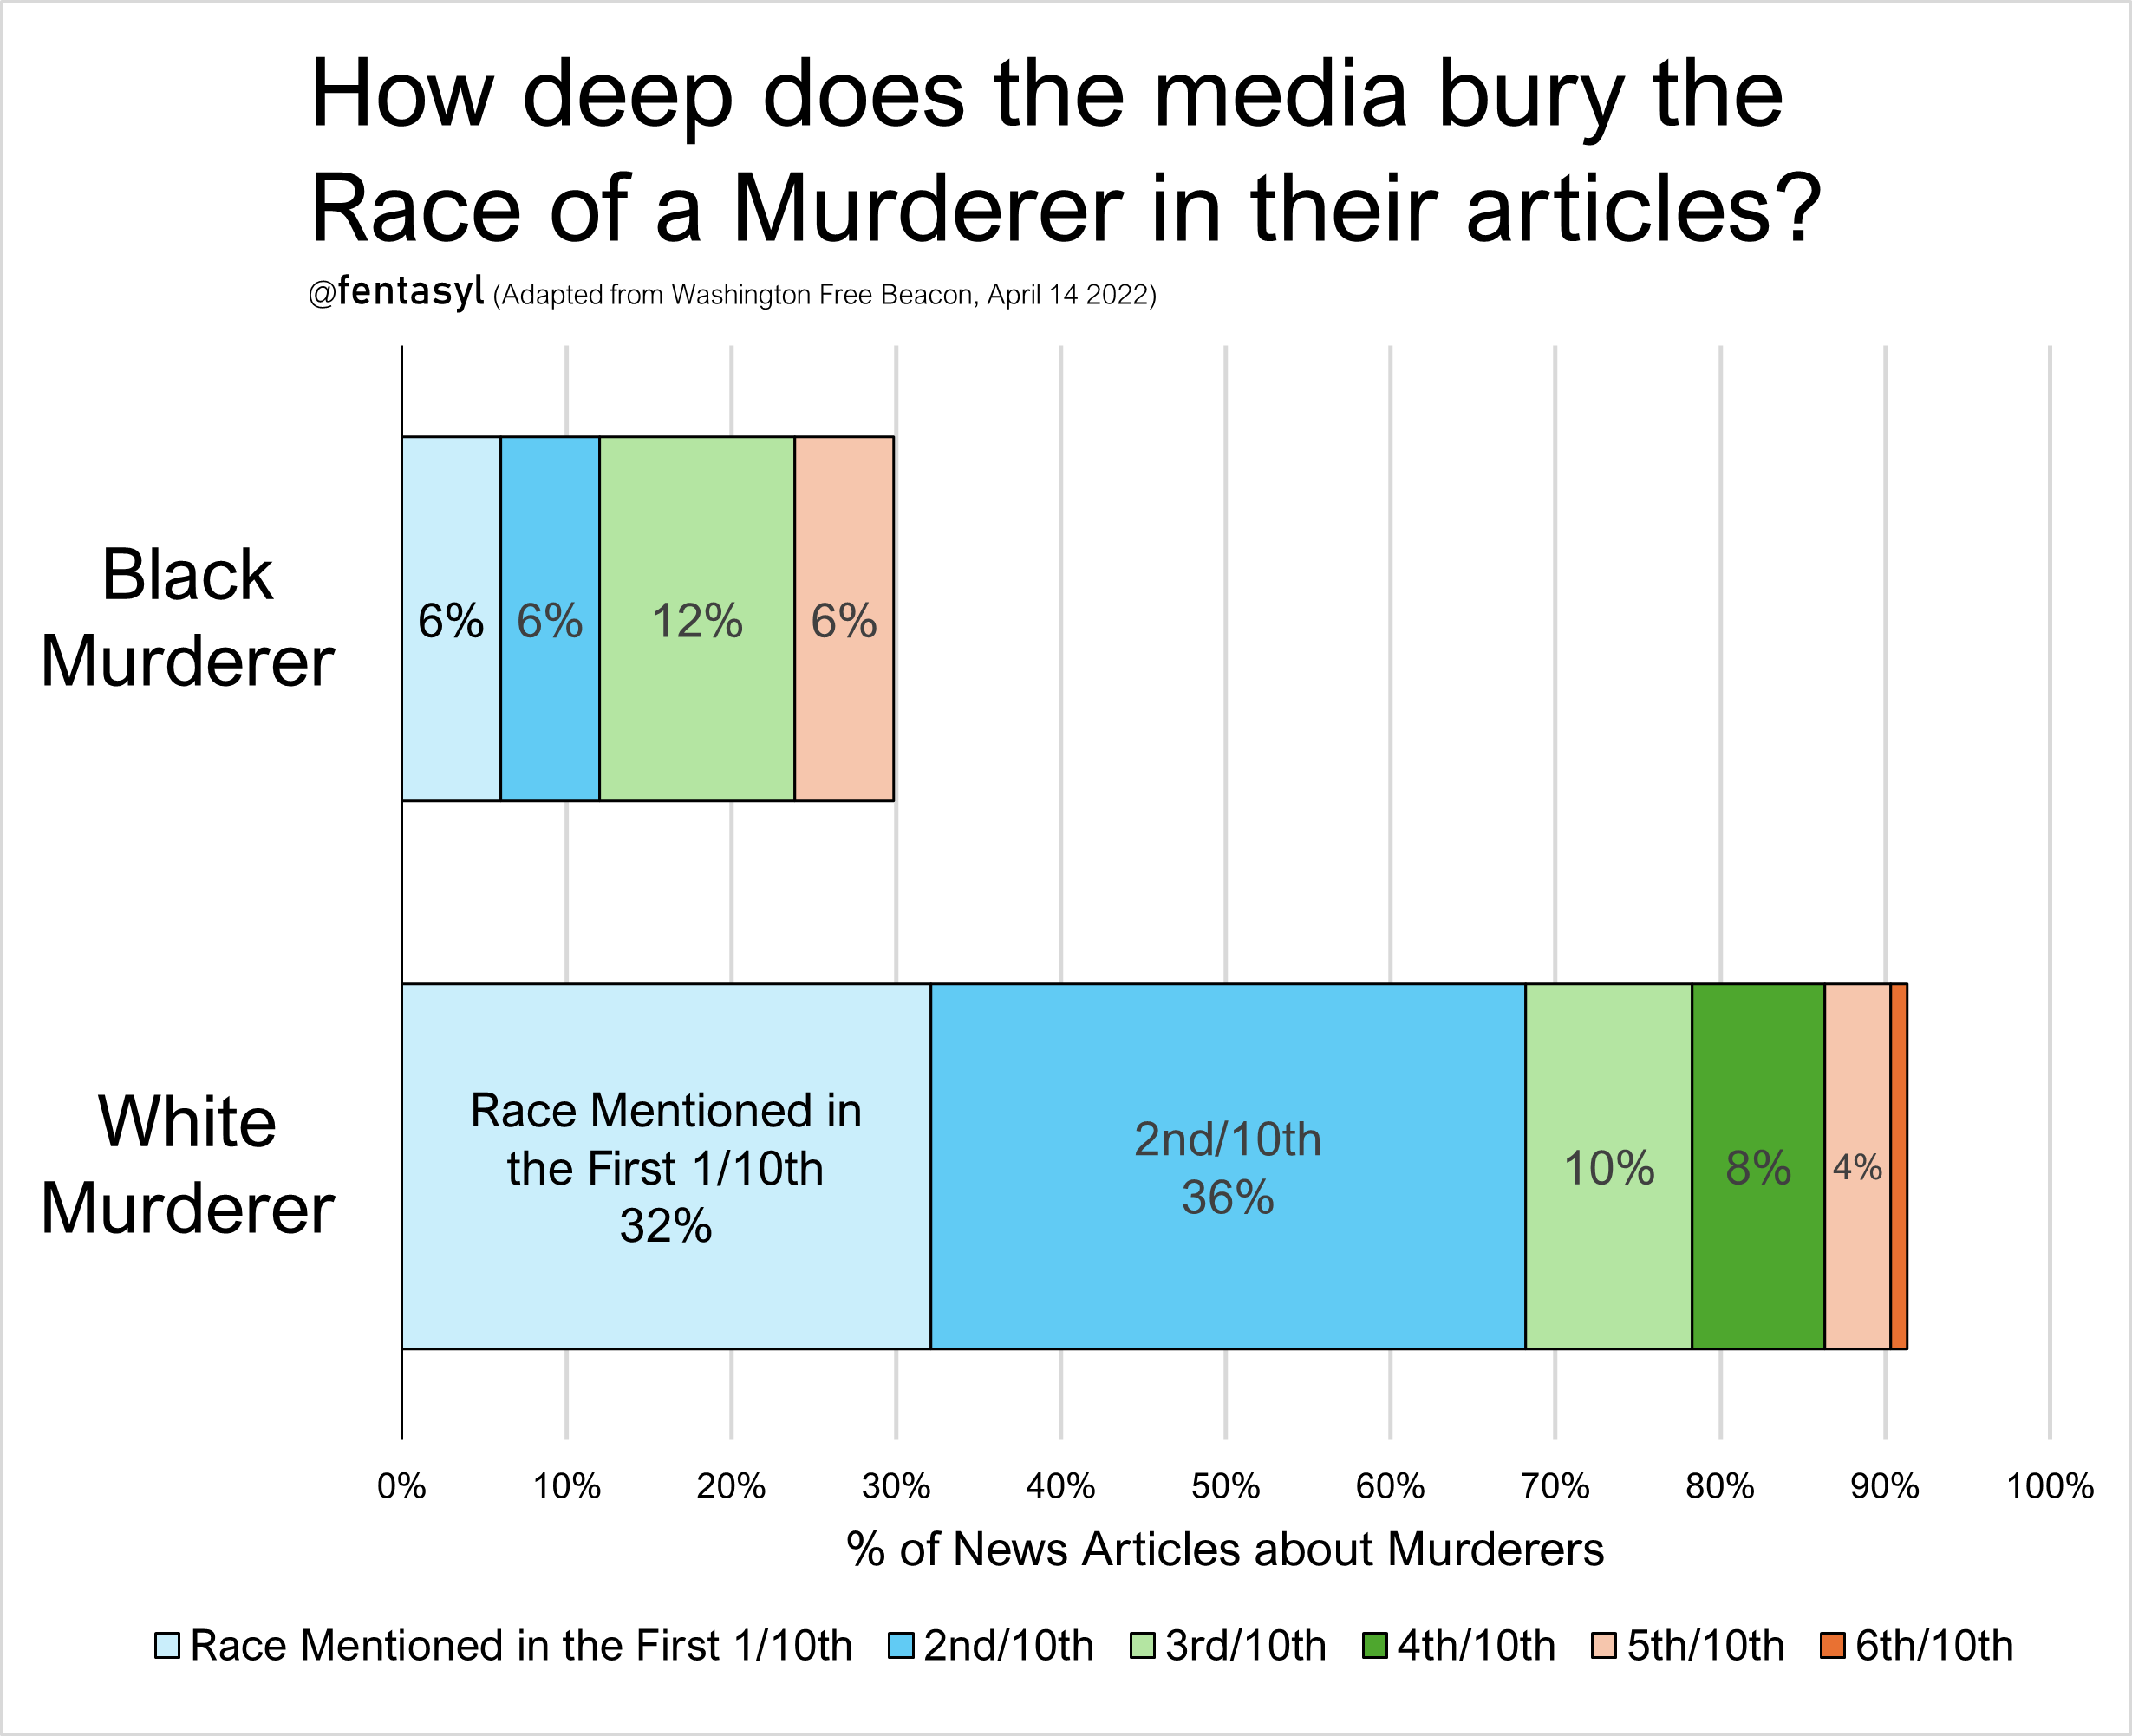 How deep does the media bury the
Race of a Murderer in their articles?
@fentasyl (Adapted from Washington Free Beacon, April 14 2022)
Black
Murderer
6% 6% 12% 6%
White
Murderer
Race Mentioned in
the First 1/10th
32%
2nd/10th
36%
10% 8% 4%
0% 10% 20% 30% 40% 50% 60% 70% 80% 90% 100%
% of News Articles about Murderers
Race Mentioned in the First 1/10th 2nd/10th 3rd/10th 4th/10th 5th/10th 6th/10th